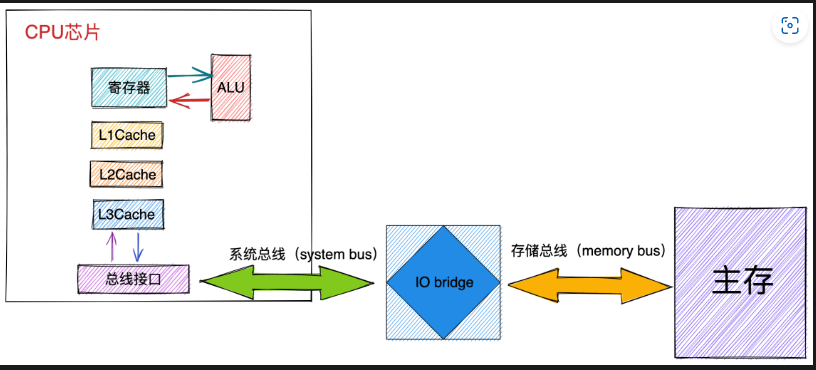 CPU芯片
寄存器
ALU
L1Cache
L2Cache
L3Cache
总线接口
系统总线（system bus）
IO bridge
存储总线（memory bus）
主存